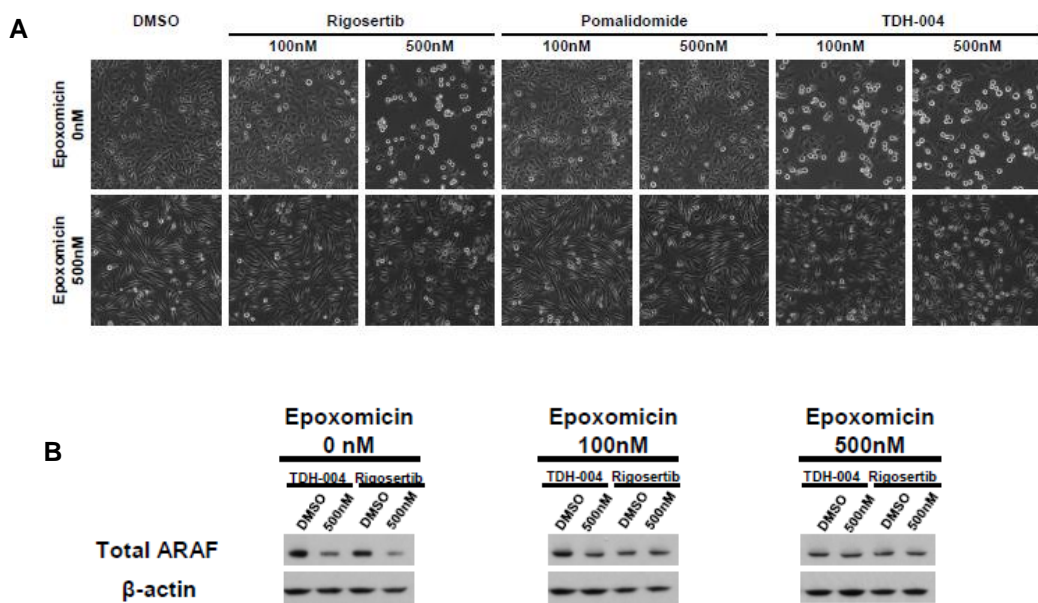 A
DMSO Rigosertib Pomalidomide TDH-004
100nM 500nM 100nM 500nM 100nM 500nM
Epoxomicin
0nM
Epoxomicin
500nM
B
Epoxomicin
0 nM
Epoxomicin
100nM
Epoxomicin
500nM
TDH-004 Rigosertib TDH-004 Rigosertib TDH-004 Rigosertib
DMSO 500nM DMSO 500nM DMSO 500nM DMSO 500nM DMSO 500nM DMSO 500nM
Total ARAF
β-actin